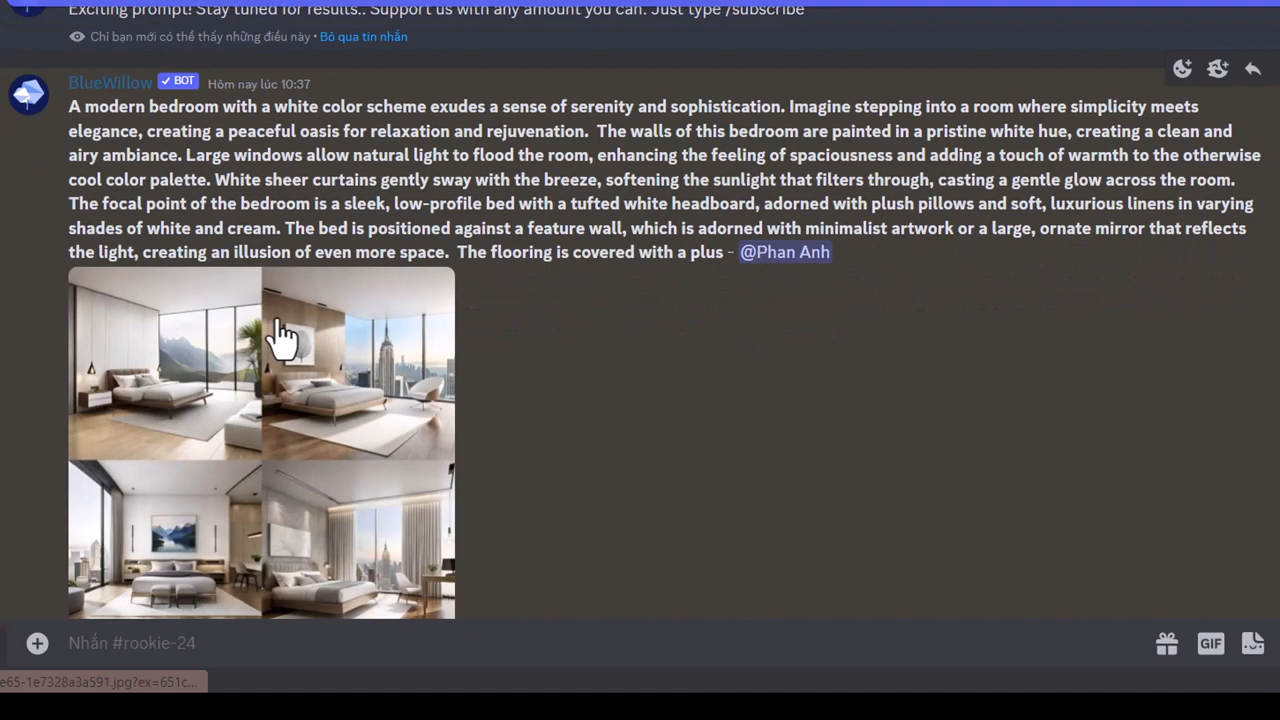 Exciting prompt! Stay tuned for results.. Support us with any amount you can. Just type /subscribe
Chỉ bạn mới có thể thấy những điều này • Bỏ qua tin nhắn
BlueWillow ✓ BOT Hôm nay lúc 10:37
A modern bedroom with a white color scheme exudes a sense of serenity and sophistication. Imagine stepping into a room where simplicity meets
elegance, creating a peaceful oasis for relaxation and rejuvenation.  The walls of this bedroom are painted in a pristine white hue, creating a clean and
airy ambiance. Large windows allow natural light to flood the room, enhancing the feeling of spaciousness and adding a touch of warmth to the otherwise
cool color palette. White sheer curtains gently sway with the breeze, softening the sunlight that filters through, casting a gentle glow across the room.
The focal point of the bedroom is a sleek, low-profile bed with a tufted white headboard, adorned with plush pillows and soft, luxurious linens in varying
shades of white and cream. The bed is positioned against a feature wall, which is adorned with minimalist artwork or a large, ornate mirror that reflects
the light, creating an illusion of even more space.  The flooring is covered with a plus - @Phan Anh
Nhắn #rookie-24
GIF
e65-1e7328a3a591.jpg?ex=651c...